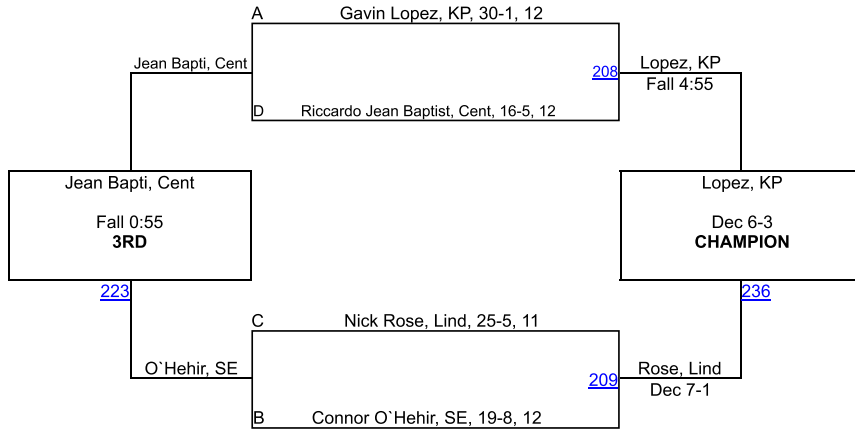 A
Gavin Lopez, KP, 30-1, 12
Jean Bapti, Cent
208
Lopez, KP
Fall 4:55
D
Riccardo Jean Baptist, Cent, 16-5, 12
Jean Bapti, Cent
Fall 0:55
3RD
Lopez, KP
Dec 6-3
CHAMPION
223
236
C
Nick Rose, Lind, 25-5, 11
O`Hehir, SE
209
Rose, Lind
Dec 7-1
B
Connor O`Hehir, SE, 19-8, 12